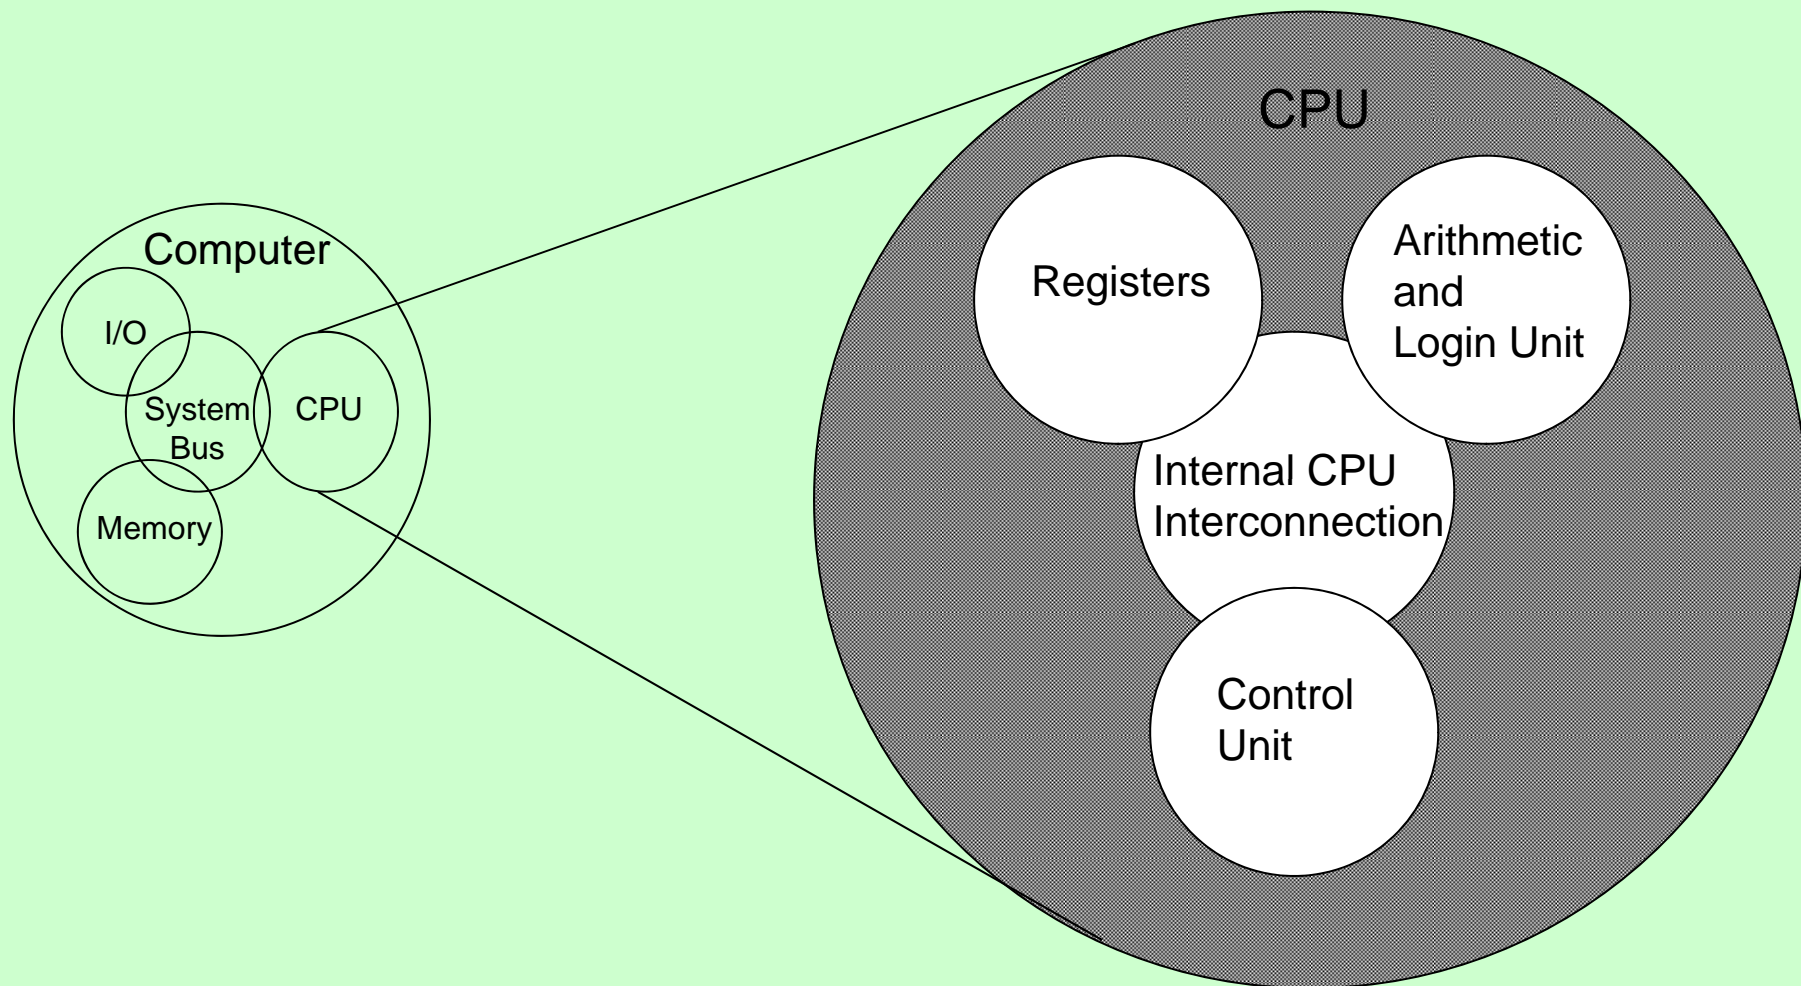 Computer
I/O
System
Bus
CPU
Memory
CPU
Registers
Arithmetic
and
Login Unit
Internal CPU
Interconnection
Control
Unit